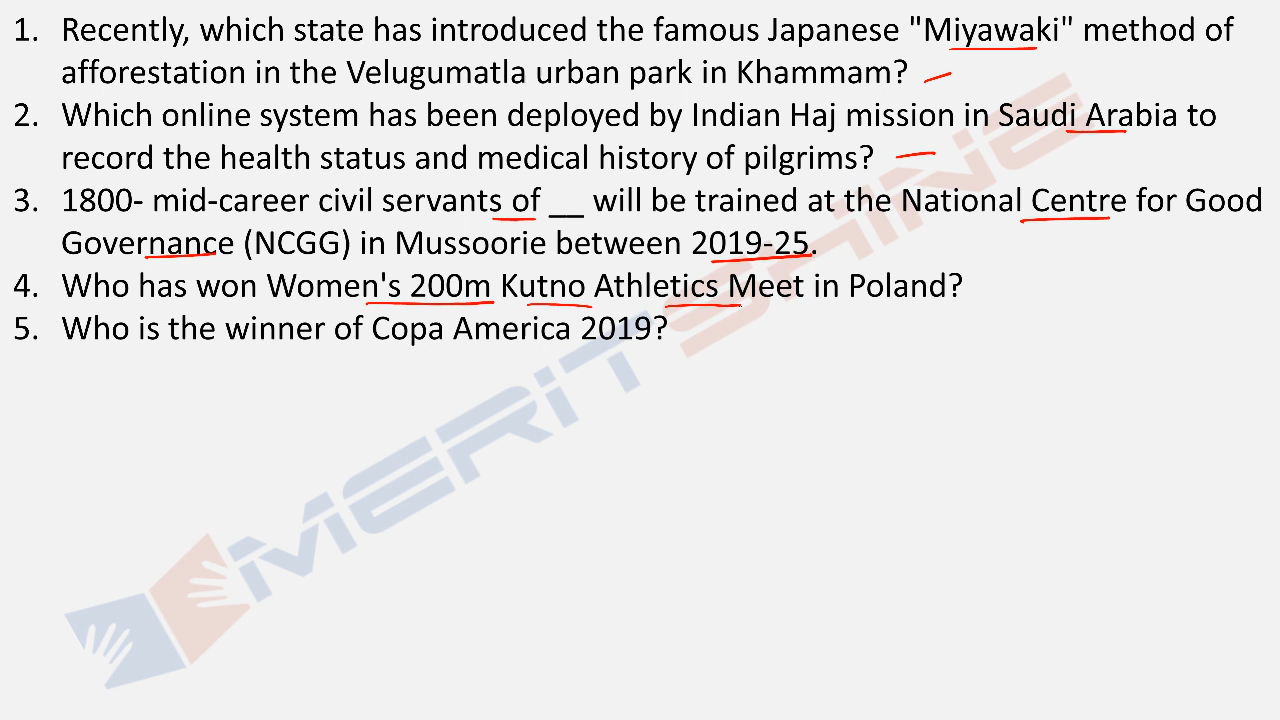 1. Recently, which state has introduced the famous Japanese "Miyawaki" method of
afforestation in the Velugumatla urban park in Khammam?
2. Which online system has been deployed by Indian Haj mission in Saudi Arabia to
record the health status and medical history of pilgrims?
3. 1800- mid-career civil servants of __ will be trained at the National Centre for Good
Governance (NCGG) in Mussoorie between 2019-25.
4. Who has won Women's 200m Kutno Athletics Meet in Poland?
5. Who is the winner of Copa America 2019?
MERITSHINE